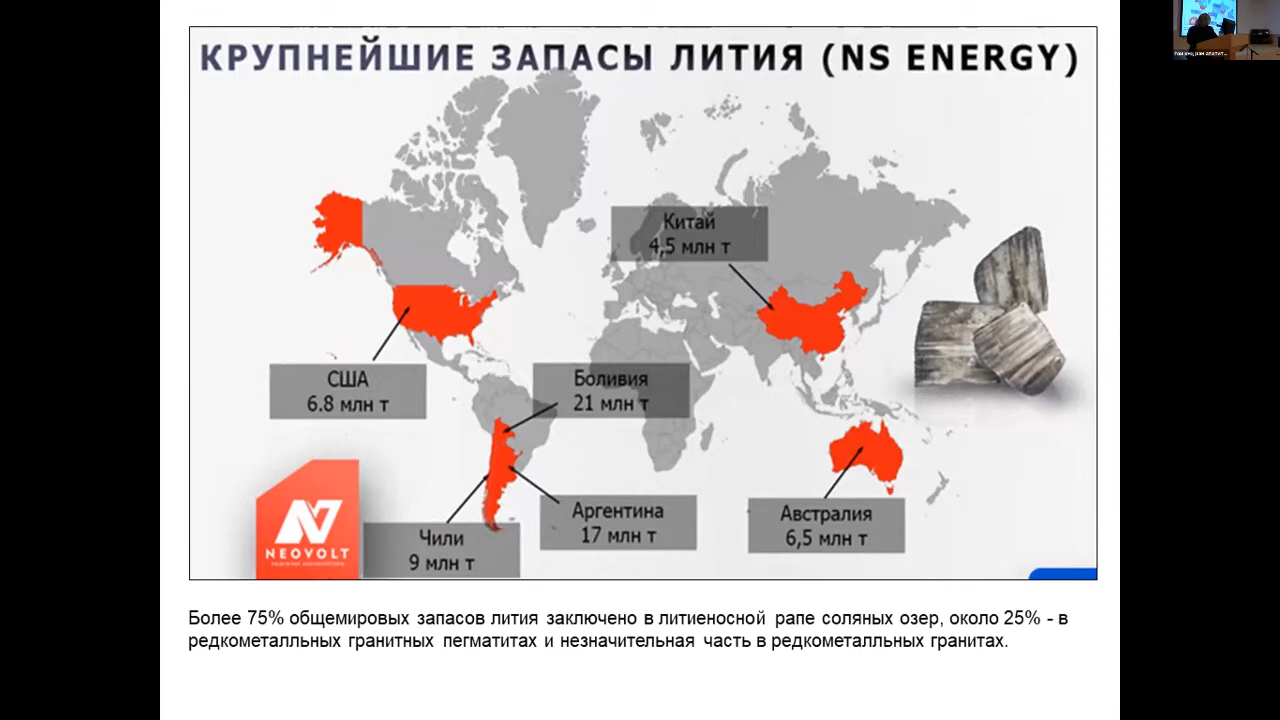 КРУПНЕЙШИЕ ЗАПАСЫ ЛИТИЯ (NS ENERGY)
Китай
4,5 млн т
США
6.8 млн т
Боливия
21 млн т
Аргентина
17 млн т
Австралия
6,5 млн т
Чили
9 млн т
NEOVOLT
Более 75% общемировых запасов лития заключено в литиеносной рапе соляных озер, около 25% - в
редкометалльных гранитных пегматитах и незначительная часть в редкометалльных гранитах.